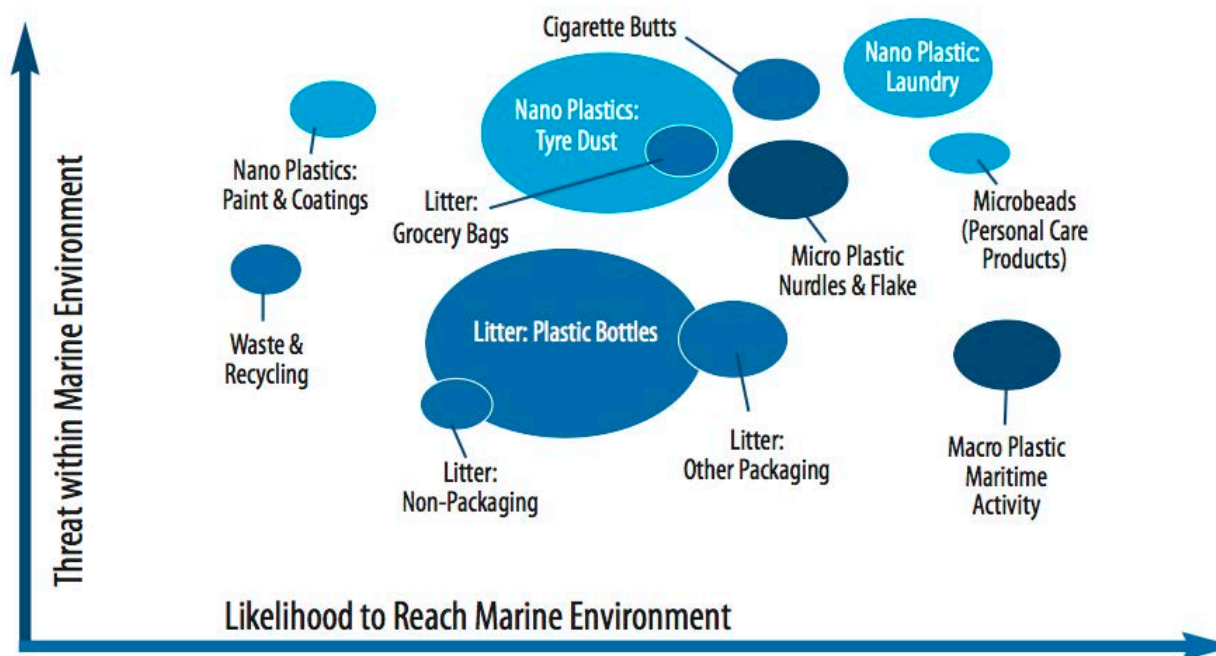 Cigarette Butts
Nano Plastic:
Laundry
Nano Plastics:
Tyre Dust
Nano Plastics:
Paint & Coatings
Litter:
Grocery Bags
Microbeads
(Personal Care
Products)
Micro Plastic
Nurdles & Flake
Waste &
Recycling
Litter: Plastic Bottles
Litter:
Non-Packaging
Litter:
Other Packaging
Macro Plastic
Maritime
Activity
Threat within Marine Environment
Likelihood to Reach Marine Environment